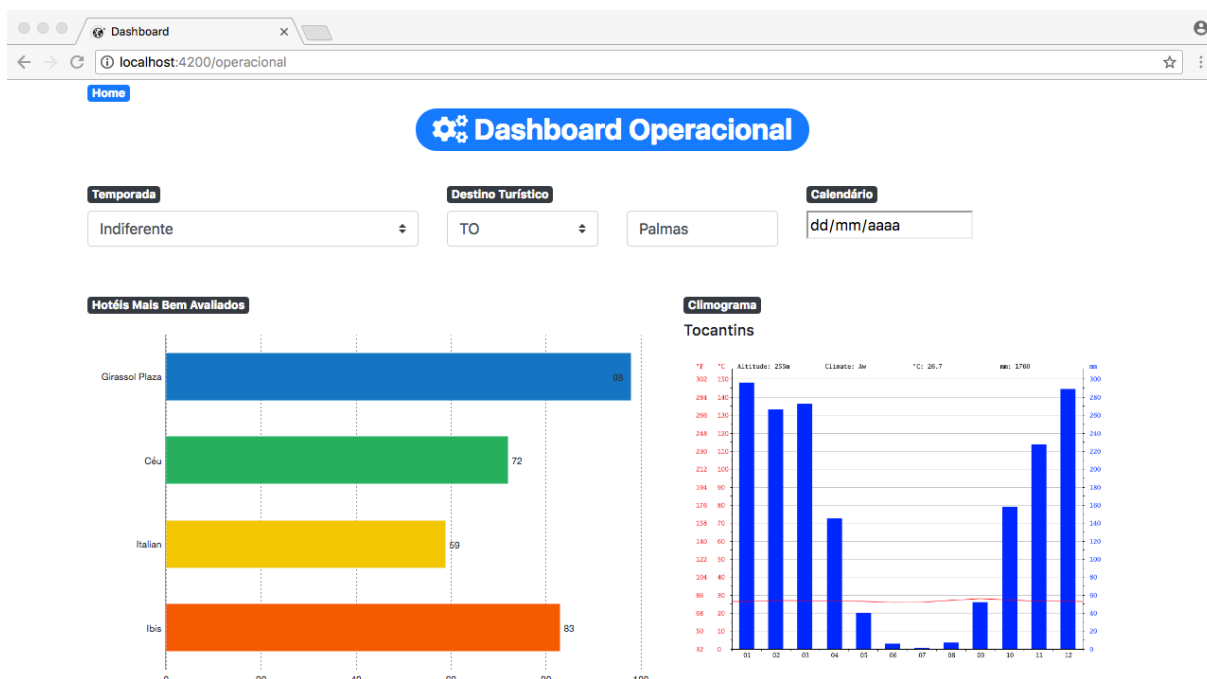 Dashboard
localhost:4200/operacional
Home
Dashboard Operacional
Temporada
Destino Turístico
Calendário
Indiferente
TO
Palmas
dd/mm/aaaa
Hotéis Mais Bem Avaliados
Girassol Plaza
98
Céu
72
Italian
59
Ibis
83
0 20 40 60 80 100
Climograma
Tocantins
°F °C Altitude: 255m Climate: Aw °C: 26.7 mm: 1760 mm
302 150 300
284 140 280
266 130 260
248 120 240
230 110 220
212 100 200
194 90 180
176 80 160
158 70 140
140 60 120
122 50 100
104 40 80
86 30 60
68 20 40
50 10 20
32 0 0
01 02 03 04 05 06 07 08 09 10 11 12